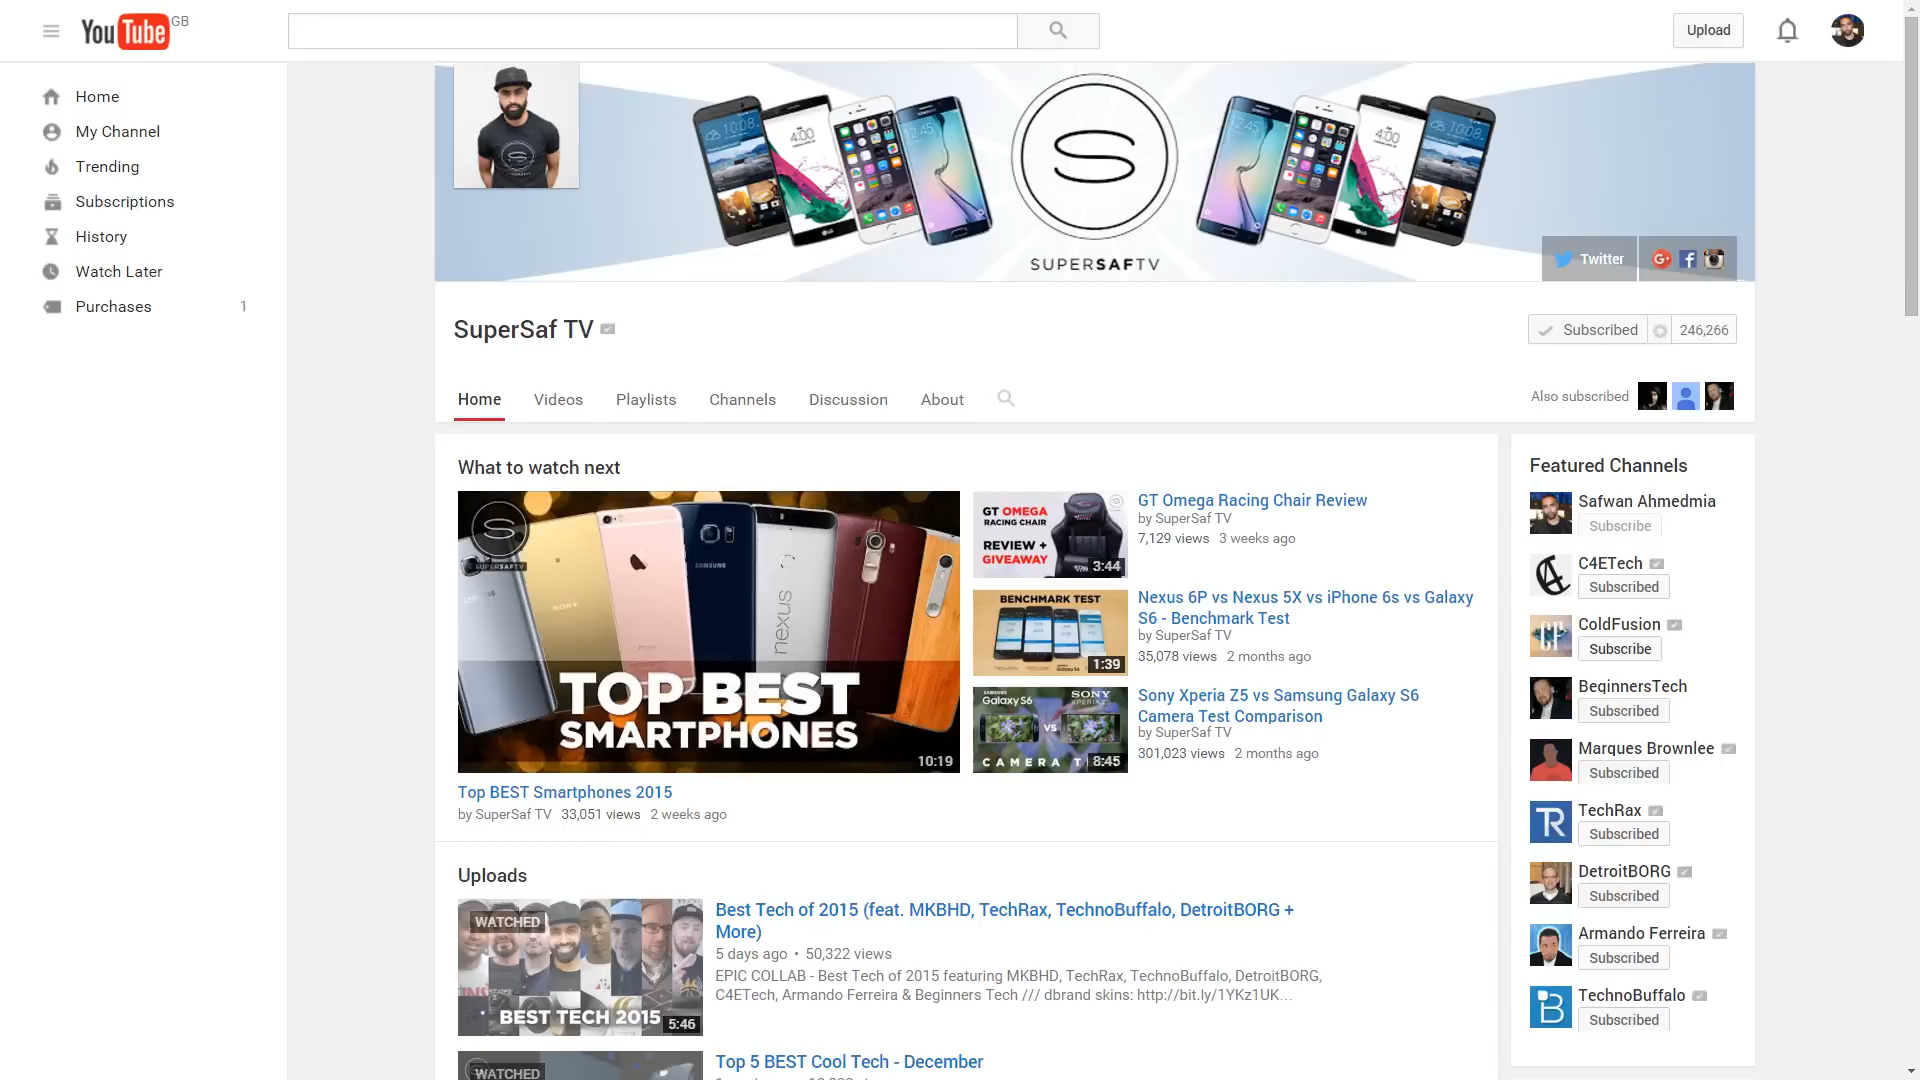 YouTube GB
Upload
Home
My Channel
Trending
Subscriptions
History
Watch Later
Purchases 1
SUPERSAFTV
Twitter
SuperSaf TV
Subscribed 246,266
Home Videos Playlists Channels Discussion About
Also subscribed
What to watch next
SUPERSAFTV
SONY
SAMSUNG
nexus
TOP BEST
SMARTPHONES
10:19
Top BEST Smartphones 2015
by SuperSaf TV 33,051 views 2 weeks ago
GT OMEGA
RACING CHAIR
REVIEW +
GIVEAWAY
3:44
GT Omega Racing Chair Review
by SuperSaf TV
7,129 views 3 weeks ago
BENCHMARK TEST
1:39
Nexus 6P vs Nexus 5X vs iPhone 6s vs Galaxy
S6 - Benchmark Test
by SuperSaf TV
35,078 views 2 months ago
SAMSUNG
Galaxy S6
SONY
VS
CAMERA T
8:45
Sony Xperia Z5 vs Samsung Galaxy S6
Camera Test Comparison
by SuperSaf TV
301,023 views 2 months ago
Uploads
WATCHED
BEST TECH 2015
5:46
Best Tech of 2015 (feat. MKBHD, TechRax, TechnoBuffalo, DetroitBORG +
More)
5 days ago • 50,322 views
EPIC COLLAB - Best Tech of 2015 featuring MKBHD, TechRax, TechnoBuffalo, DetroitBORG,
C4ETech, Armando Ferreira & Beginners Tech /// dbrand skins: http://bit.ly/1YKz1UK...
WATCHED
Top 5 BEST Cool Tech - December
Featured Channels
Safwan Ahmedmia
Subscribe
C4ETech
Subscribed
ColdFusion
Subscribe
BeginnersTech
Subscribed
Marques Brownlee
Subscribed
TechRax
Subscribed
DetroitBORG
Subscribed
Armando Ferreira
Subscribed
TechnoBuffalo
Subscribed